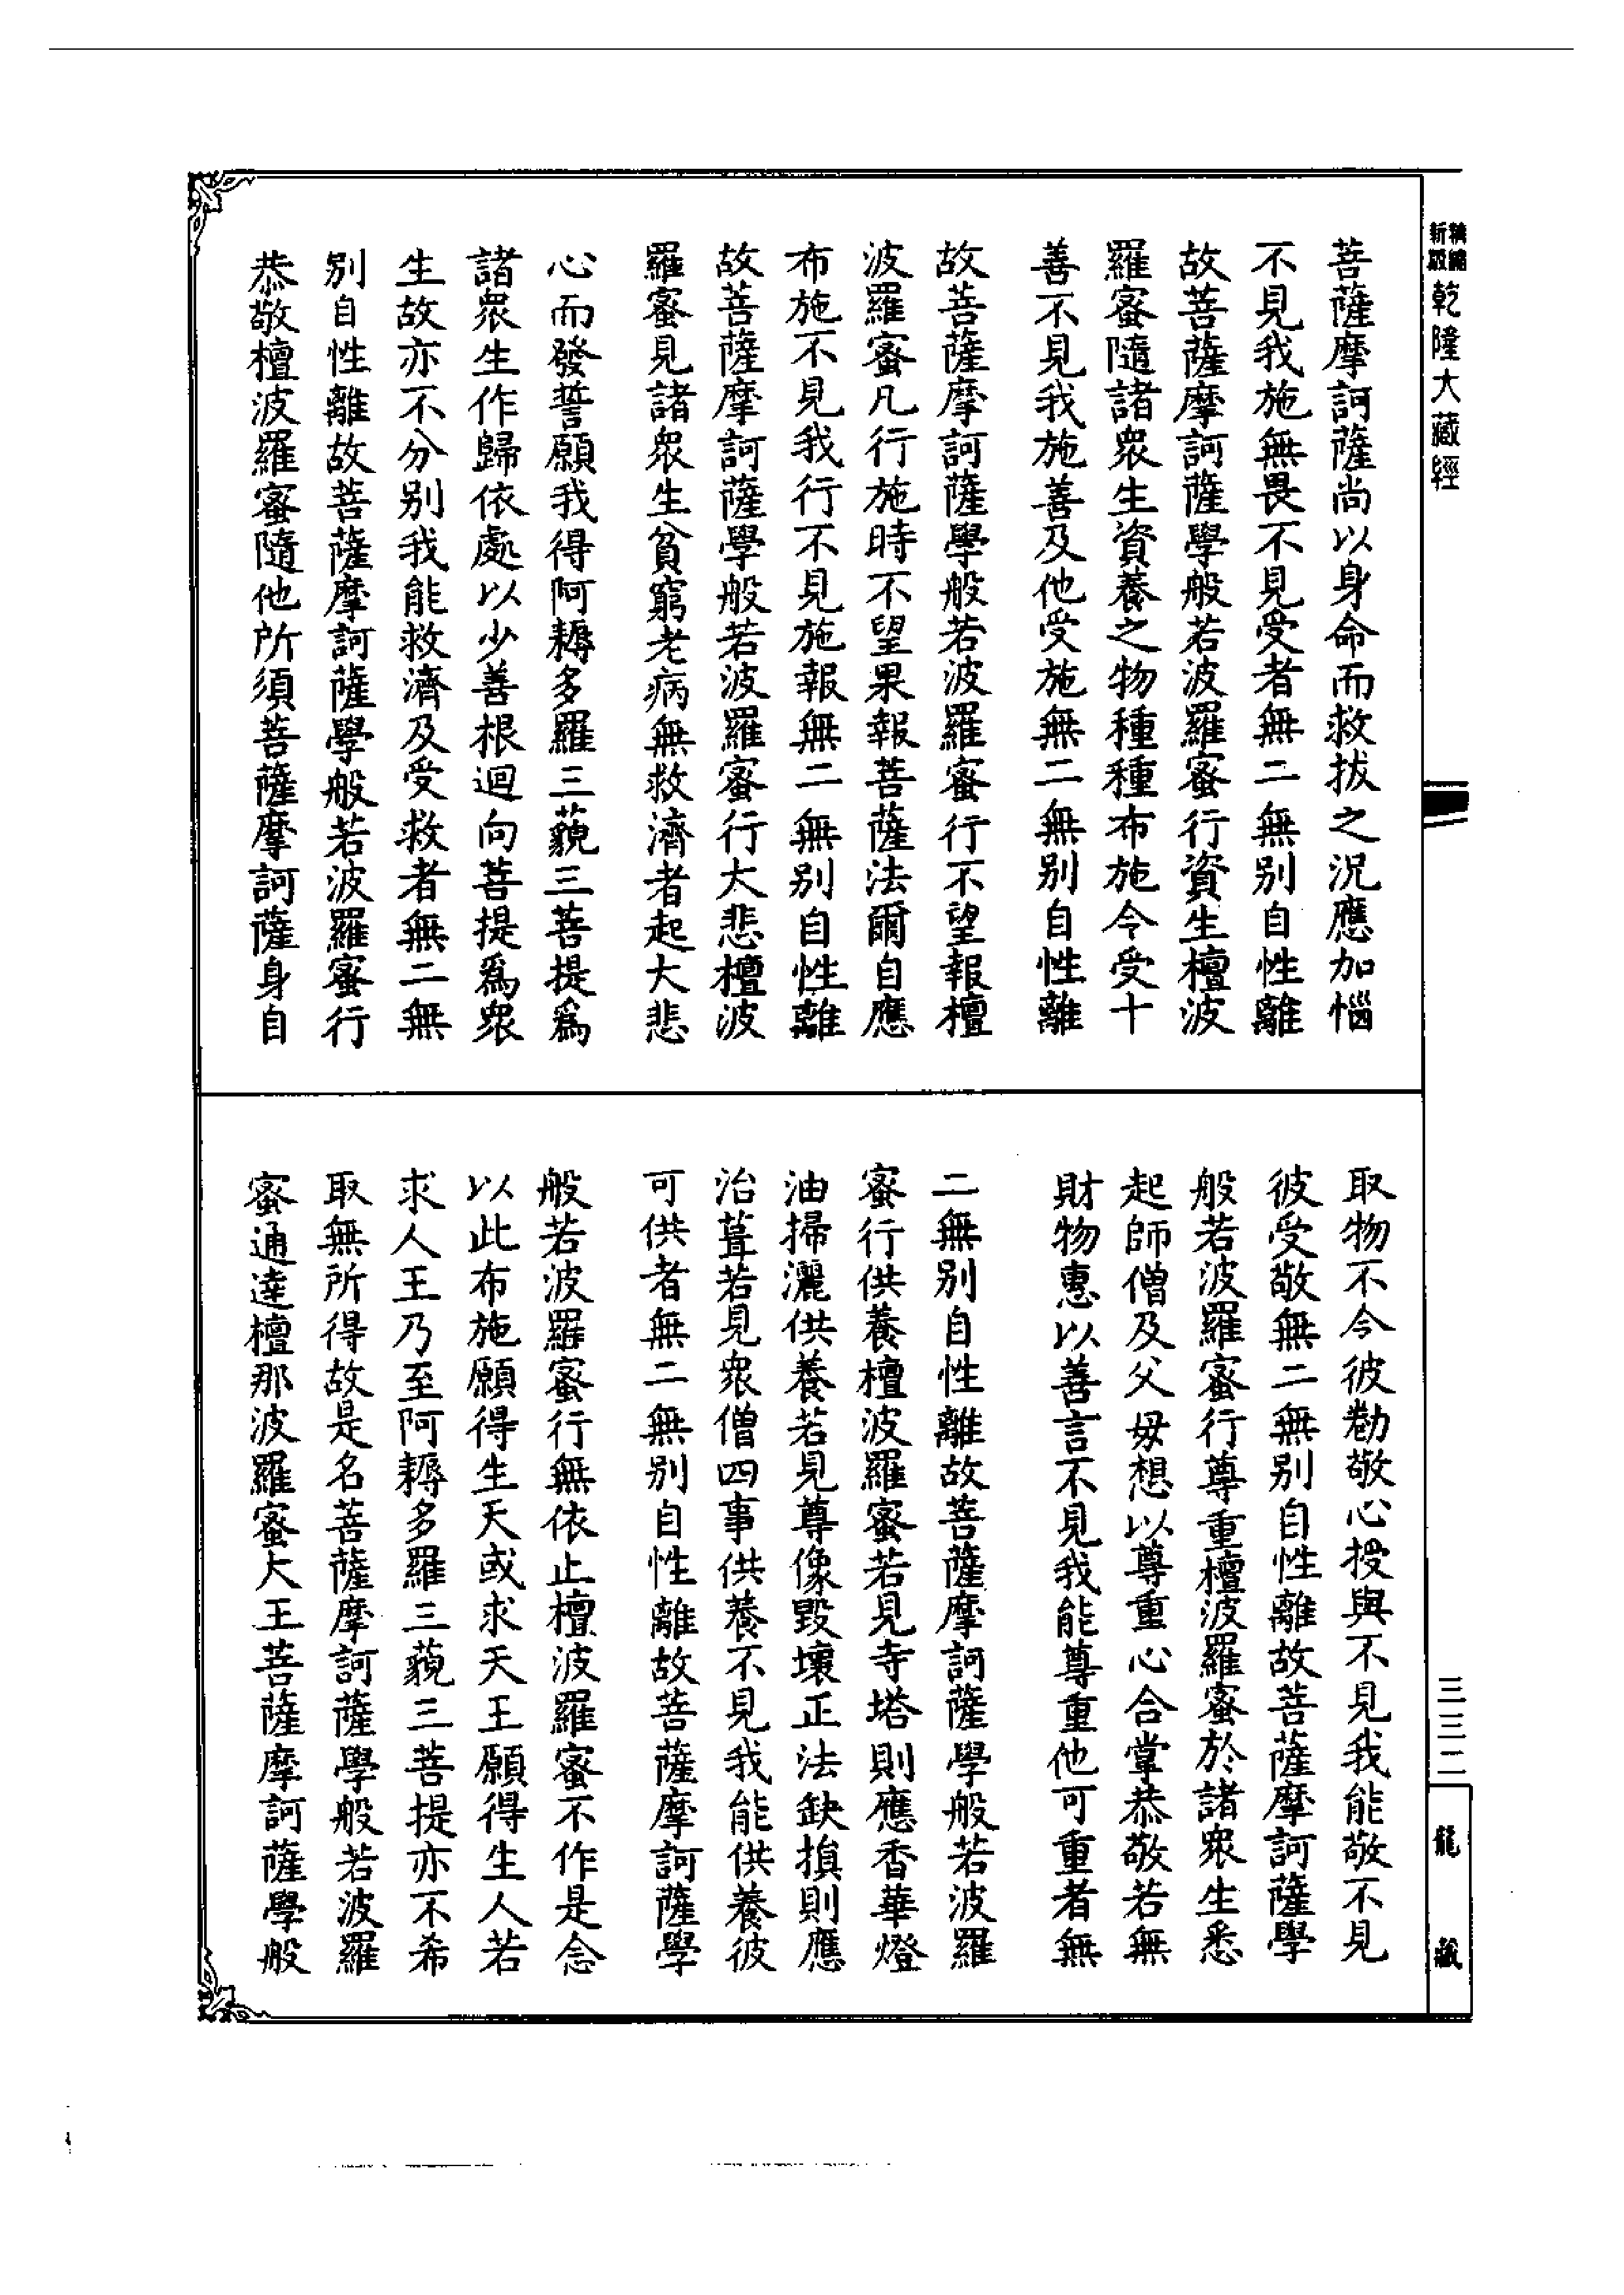 精縮新版乾隆大藏經
菩薩摩訶薩尚以身命而救拔之況應加惱
不見我施無畏不見受者無二無別自性離
故菩薩摩訶薩學般若波羅蜜行資生檀波
羅蜜隨諸衆生資養之物種種布施令受十
善不見我施善及他受施無二無別自性離
故菩薩摩訶薩學般若波羅蜜行不望報檀
波羅蜜凡行施時不望果報菩薩法爾自應
布施不見我行不見施報無二無別自性離
故菩薩摩訶薩學般若波羅蜜行大悲檀波
羅蜜見諸衆生貧窮老病無救濟者起大悲
心而發誓願我得阿耨多羅三藐三菩提爲
諸衆生作歸依處以少善根迴向菩提爲衆
生故亦不分别我能救濟及受救者無二無
別自性離故菩薩摩訶薩學般若波羅蜜行
恭敬檀波羅蜜隨他所須菩薩摩訶薩身自
取物不令彼勸敬心授與不見我能敬不見
彼受敬無二無別自性離故菩薩摩訶薩學
般若波羅蜜行尊重檀波羅蜜於諸衆生悉
起師僧及父母想以尊重心合掌恭敬若無
財物惠以善言不見我能尊重他可重者無
二無別自性離故菩薩摩訶薩學般若波羅
蜜行供養檀波羅蜜若見寺塔則應香華燈
油掃灑供養若見尊像毀壞正法缺損則應
治葺若見衆僧四事供養不見我能供養彼
可供者無二無別自性離故菩薩摩訶薩學
般若波羅蜜行無依止檀波羅蜜不作是念
以此布施願得生天或求天王願得生人若
求人王乃至阿耨多羅三藐三菩提亦不希
取無所得故是名菩薩摩訶薩學般若波羅
蜜通達檀那波羅蜜大王菩薩摩訶薩學般
三三二
龍藏